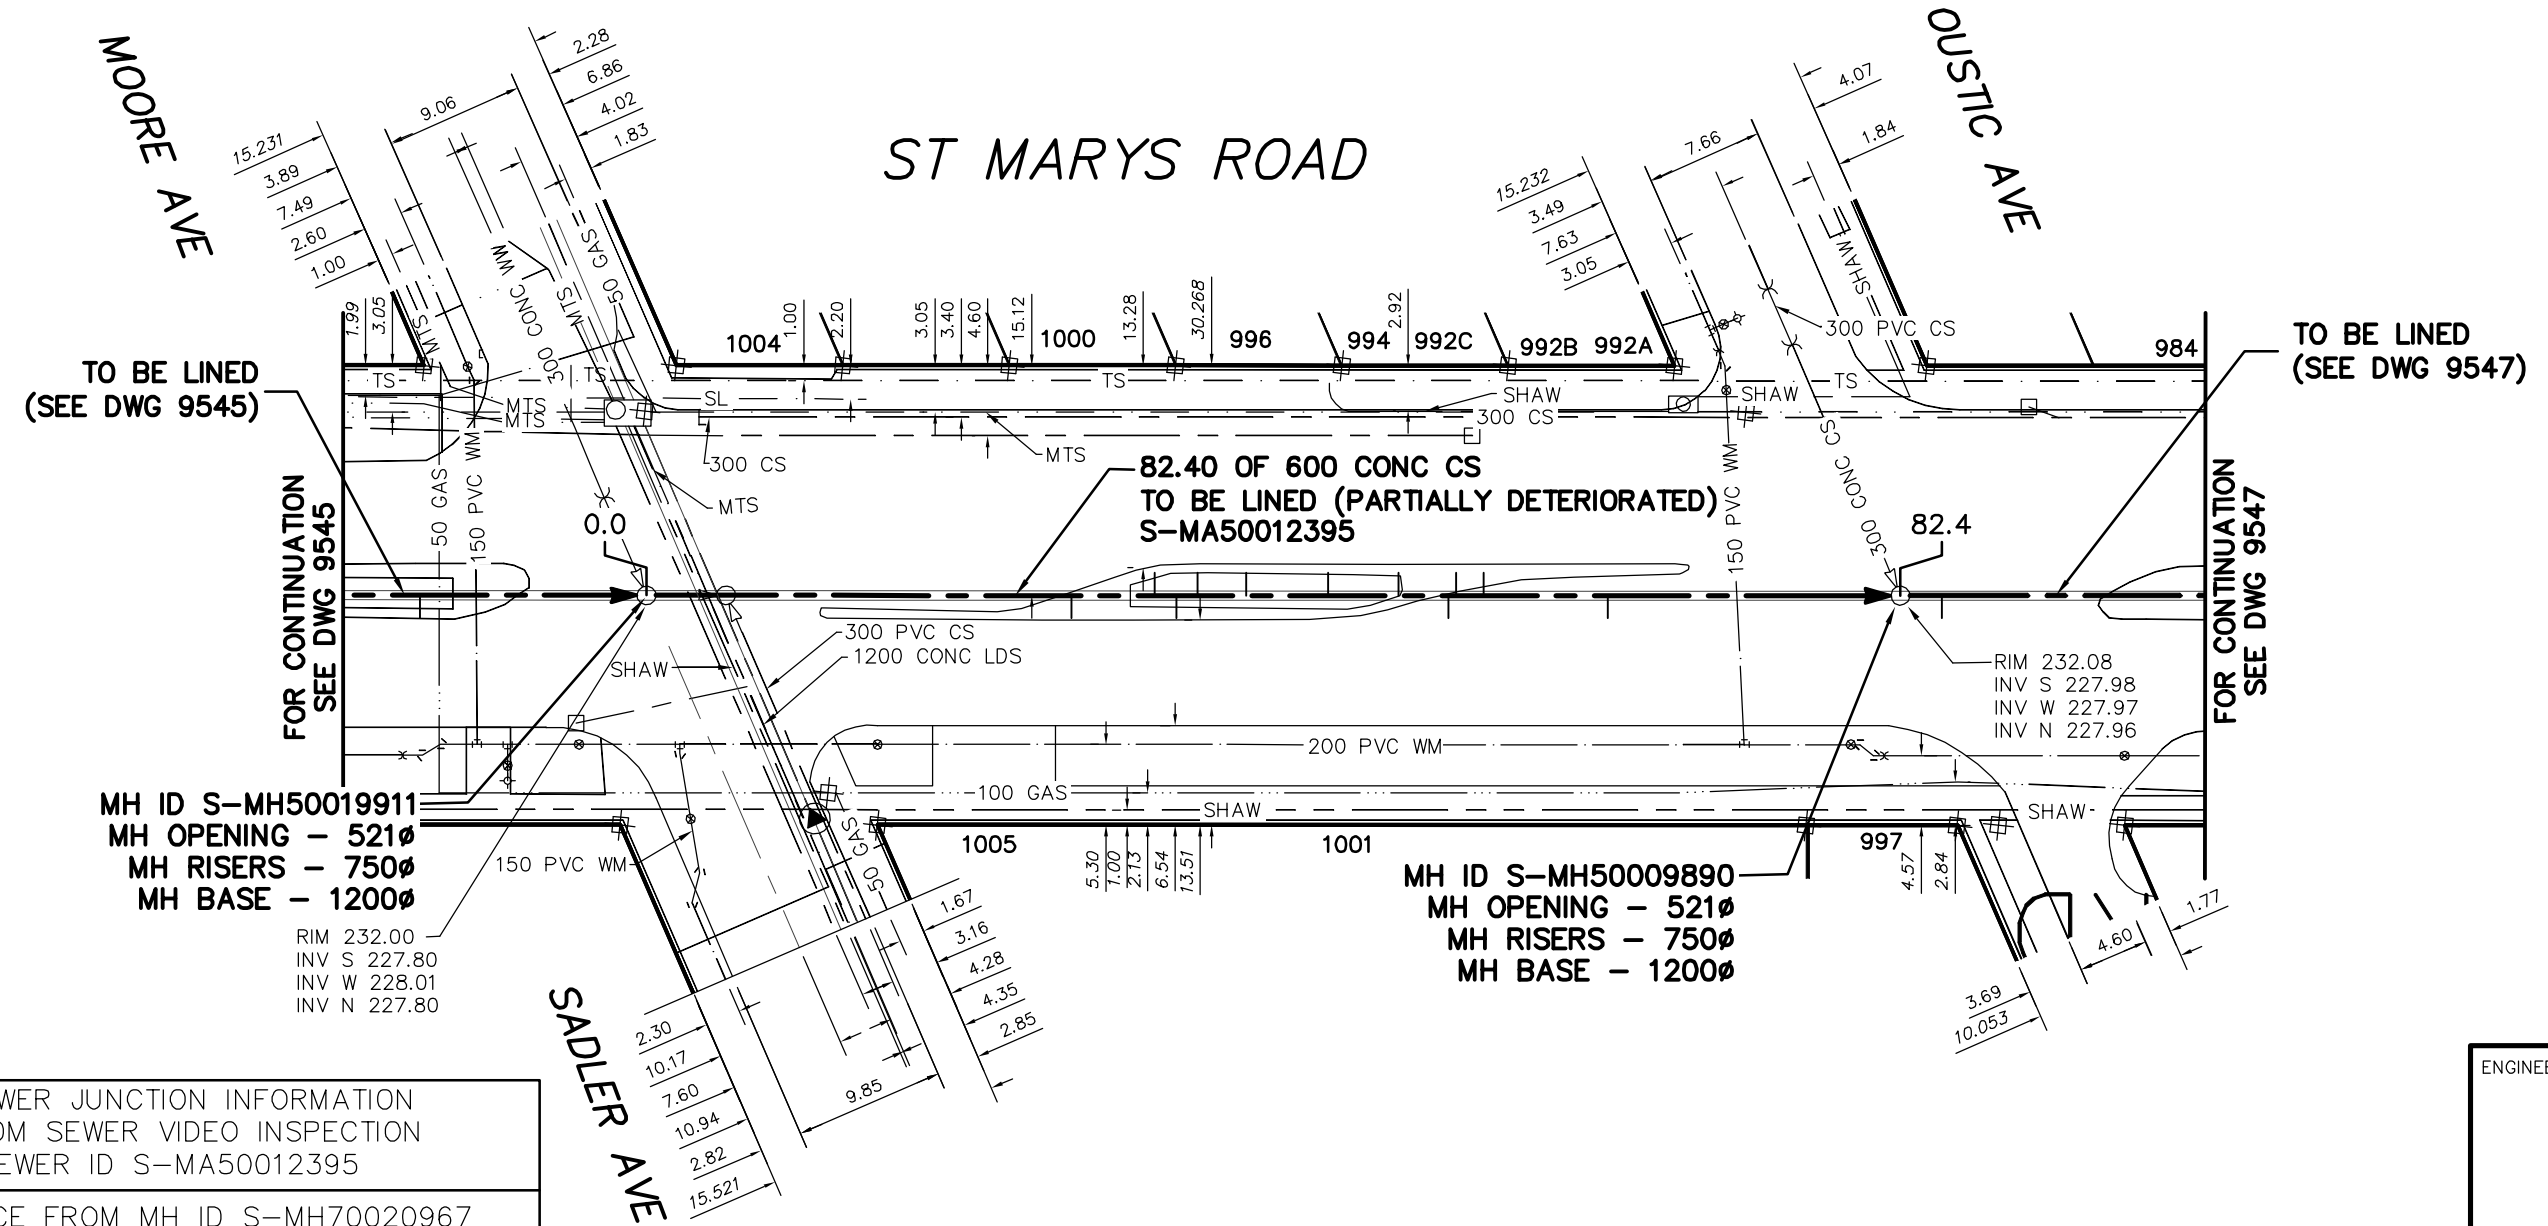 MOORE AVE
ST MARYS ROAD
OUSTIC AVE
SADLER AVE
15.231
3.89
7.49
2.60
1.00
9.06
2.28
6.86
4.02
1.83
15.232
3.49
7.63
3.05
7.66
4.07
1.84
1.99
3.05
1.00
2.20
3.05
3.40
4.60
15.12
13.28
30.268
2.92
1004
1000
996
994
992C
992B
992A
984
TO BE LINED
(SEE DWG 9545)
TO BE LINED
(SEE DWG 9547)
MTS
300 CONC WW
MTS
50 GAS
SHAW
300 PVC CS
TS
TS
TS
TS
MTS
MTS
SL
SHAW
SHAW
300 CS
300 CS
MTS
MTS
50 GAS
150 PVC WM
150 PVC WM
300 CONC CS
82.40 OF 600 CONC CS
TO BE LINED (PARTIALLY DETERIORATED)
S-MA50012395
0.0
82.4
FOR CONTINUATION
SEE DWG 9545
FOR CONTINUATION
SEE DWG 9547
300 PVC CS
1200 CONC LDS
SHAW
RIM 232.08
INV S 227.98
INV W 227.97
INV N 227.96
200 PVC WM
100 GAS
SHAW
SHAW
MH ID S-MH50019911
MH OPENING - 521ø
MH RISERS - 750ø
MH BASE - 1200ø
RIM 232.00
INV S 227.80
INV W 228.01
INV N 227.80
150 PVC WM
50 GAS
1005
1001
997
5.30
1.00
2.13
6.54
13.51
4.57
2.84
MH ID S-MH50009890
MH OPENING - 521ø
MH RISERS - 750ø
MH BASE - 1200ø
1.67
3.16
4.28
4.35
2.85
2.30
10.17
7.60
10.94
2.82
15.521
9.85
1.77
4.60
3.69
10.053
WER JUNCTION INFORMATION
OM SEWER VIDEO INSPECTION
EWER ID S-MA50012395
CE FROM MH ID S-MH70020967
ENGINEE